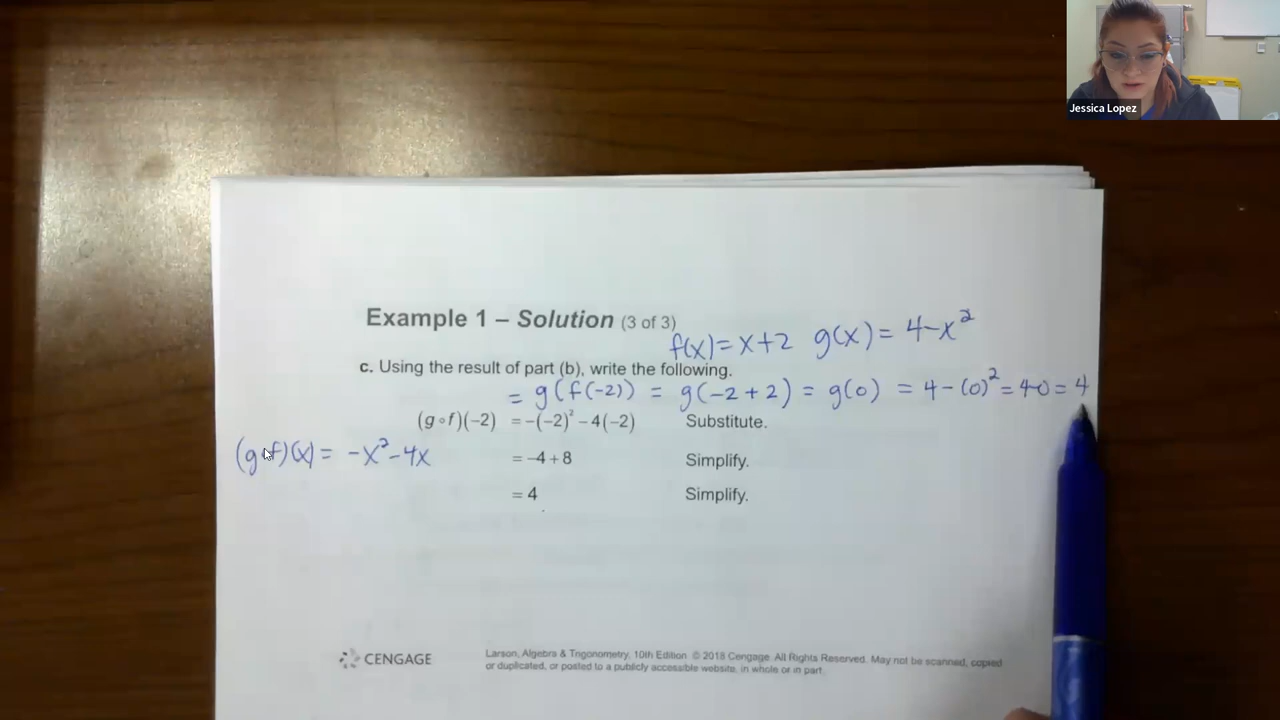 Jessica Lopez
Example 1 – Solution (3 of 3)
f(x)=x+2 g(x)= 4-x²
c. Using the result of part (b), write the following.
= g(f(-2)) = g(-2+2) = g(0) = 4-(0)² = 4-0 = 4
(g∘f)(-2) = -(-2)² - 4(-2) Substitute.
(g∘f)(x) = -x²-4x
= -4 + 8 Simplify.
= 4 Simplify.
CENGAGE
Larson, Algebra & Trigonometry, 10th Edition. © 2018 Cengage. All Rights Reserved. May not be scanned, copied
or duplicated, or posted to a publicly accessible website, in whole or in part.